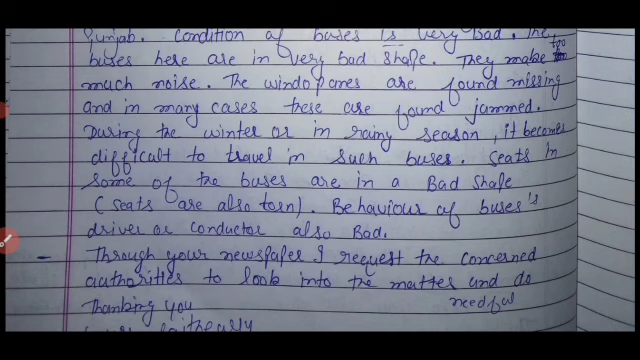 Punjab. Condition of buses is very Bad. The
buses here are in very bad shape. They make too
much noise. The windopanes are found missing
and in many cases these are found jammed.
During the winter or in rainy season, it becomes
difficult to travel in such buses. Seats in
some of the buses are in a Bad shape
(seats are also torn). Behaviour of buses's
driver or conductor also Bad.
- Through your newspaper I request the concerned
authorities to look into the matter and do
needful
Thanking you